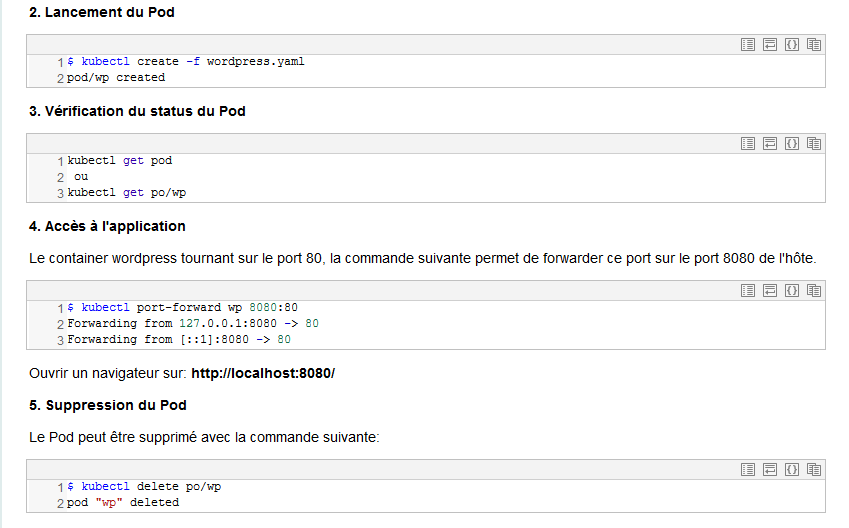 2. Lancement du Pod
1 $ kubectl create -f wordpress.yaml
2 pod/wp created
3. Vérification du status du Pod
1 kubectl get pod
2 ou
3 kubectl get po/wp
4. Accès à l'application
Le container wordpress tournant sur le port 80, la commande suivante permet de forwarder ce port sur le port 8080 de l'hôte.
1 $ kubectl port-forward wp 8080:80
2 Forwarding from 127.0.0.1:8080 -> 80
3 Forwarding from [::1]:8080 -> 80
Ouvrir un navigateur sur: http://localhost:8080/
5. Suppression du Pod
Le Pod peut être supprimé avec la commande suivante:
1 $ kubectl delete po/wp
2 pod "wp" deleted